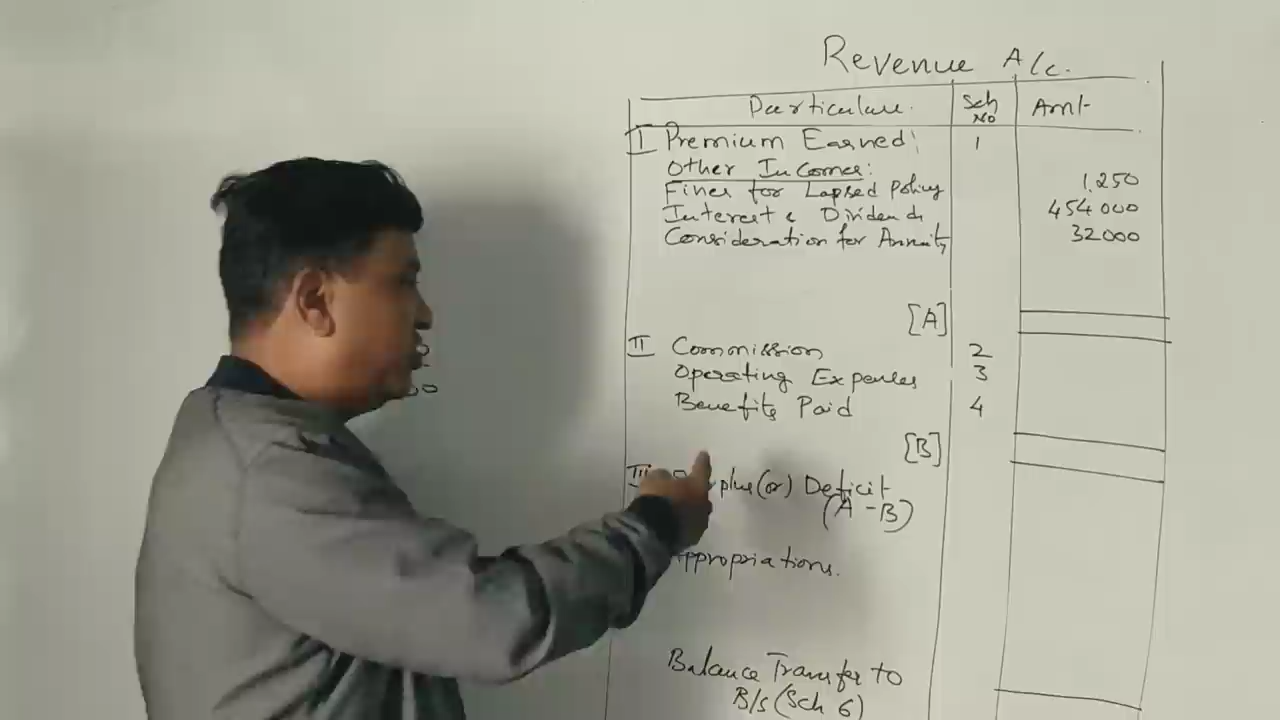 Revenue A/c.
Particulars. Sch No Amt
I Premium Earned: 1
Other Incomes:
Fines for Lapsed Policy 1,250
Interest & Dividends 454000
Consideration for Annuity 32000
[A]
II Commission 2
Operating Expenses 3
Benefits Paid 4
[B]
III plus (or) Deficit
(A - B)
Appropriations.
Balance Transfer to
B/s (Sch 6)